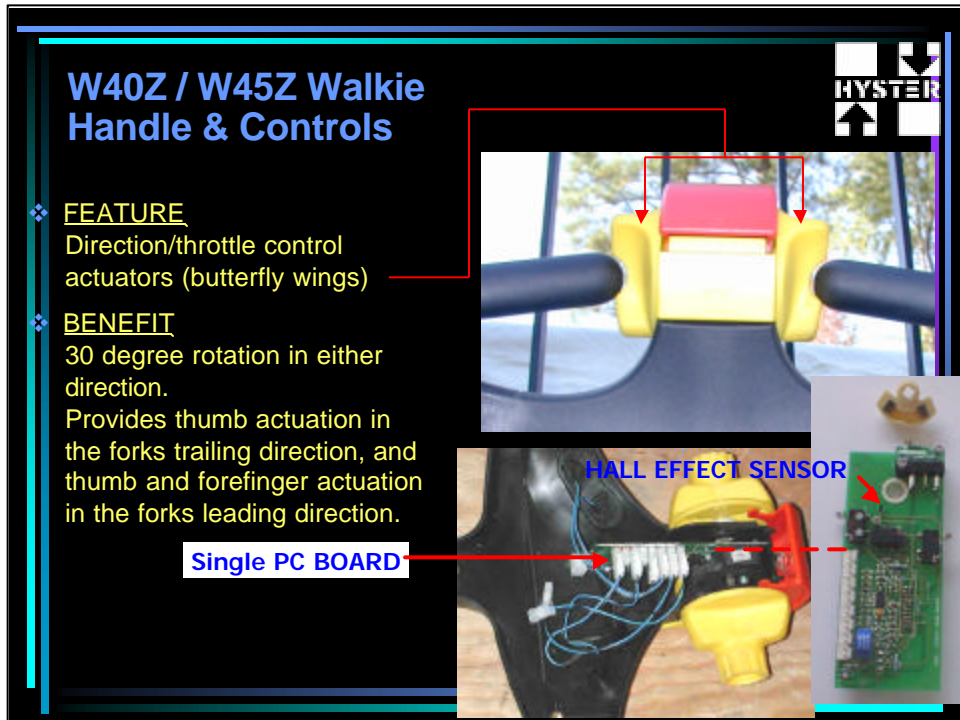 W40Z / W45Z Walkie
Handle & Controls
HYSTER
FEATURE
Direction/throttle control
actuators (butterfly wings)
BENEFIT
30 degree rotation in either
direction.
Provides thumb actuation in
the forks trailing direction, and
thumb and forefinger actuation
in the forks leading direction.
HALL EFFECT SENSOR
Single PC BOARD